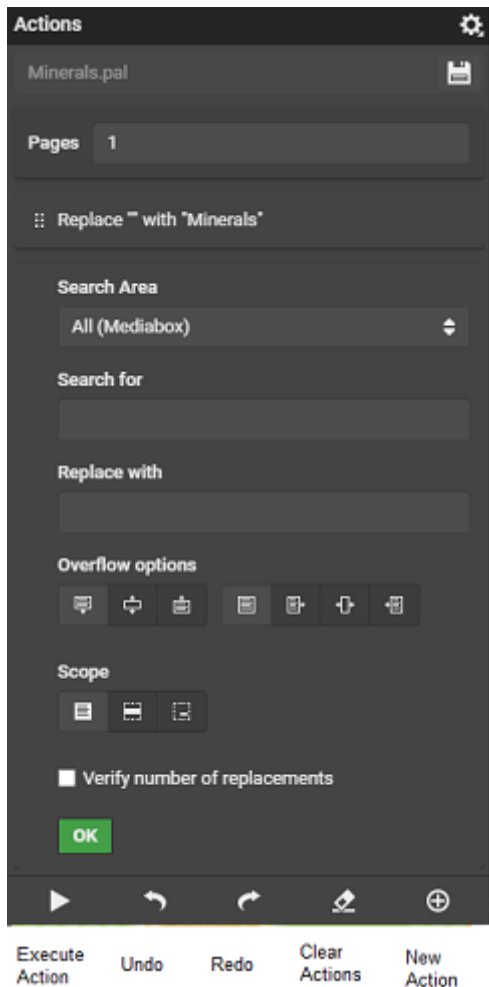 Actions
Minerals.pal
Pages 1
Replace "" with "Minerals"
Search Area
All (Mediabox)
Search for
Replace with
Overflow options
Scope
Verify number of replacements
OK
Execute Action Undo Redo Clear Actions New Action